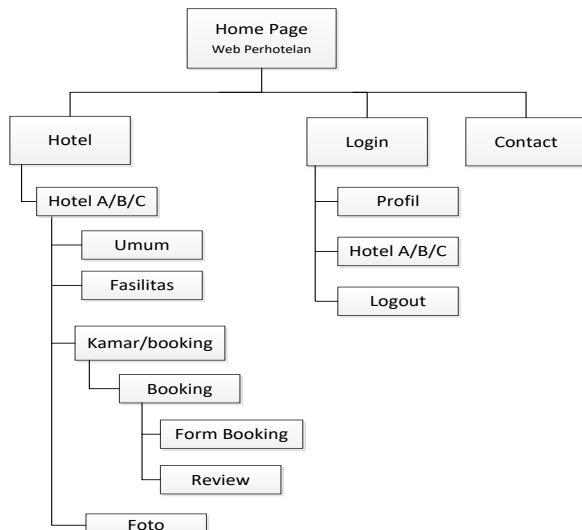 Home Page
Web Perhotelan
Hotel
Login
Contact
Hotel A/B/C
Umum
Fasilitas
Kamar/booking
Booking
Form Booking
Review
Foto
Profil
Hotel A/B/C
Logout